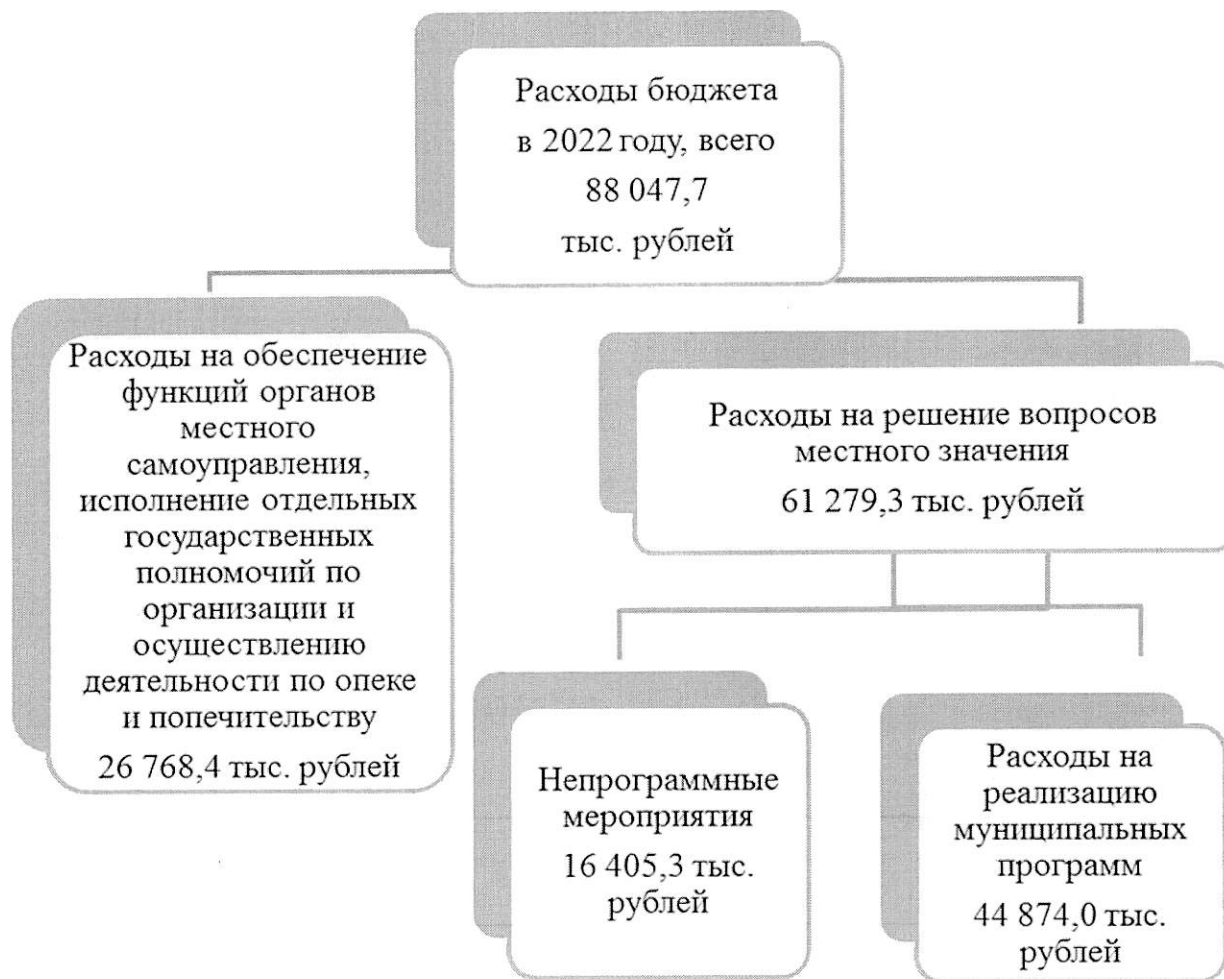 Расходы бюджета
в 2022 году, всего
88 047,7
тыс. рублей
Расходы на обеспечение
функций органов
местного
самоуправления,
исполнение отдельных
государственных
полномочий по
организации и
осуществлению
деятельности по опеке
и попечительству
26 768,4 тыс. рублей
Расходы на решение вопросов
местного значения
61 279,3 тыс. рублей
Непрограммные
мероприятия
16 405,3 тыс.
рублей
Расходы на
реализацию
муниципальных
программ
44 874,0 тыс.
рублей